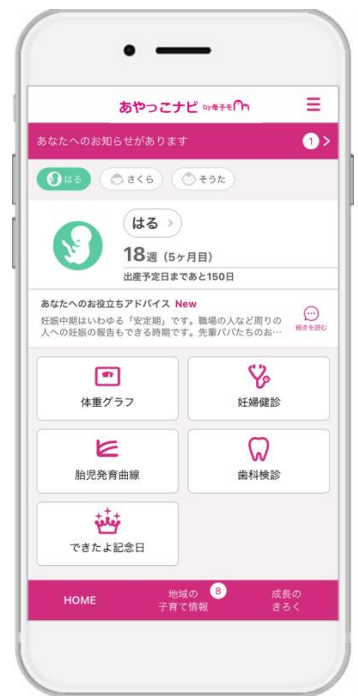 あやっこナビ by母子モ
あなたへのお知らせがあります 1
はる さくら そうた
はる
18週（5ヶ月目）
出産予定日まであと150日
あなたへのお役立ちアドバイス New
妊娠中期はいわゆる「安定期」です。職場の人など周りの
人への妊娠の報告もできる時期です。先輩パパたちのお…
続きを読む
体重グラフ 妊婦健診
胎児発育曲線 歯科検診
できたよ記念日
HOME
地域の 8
子育て情報
成長の
きろく